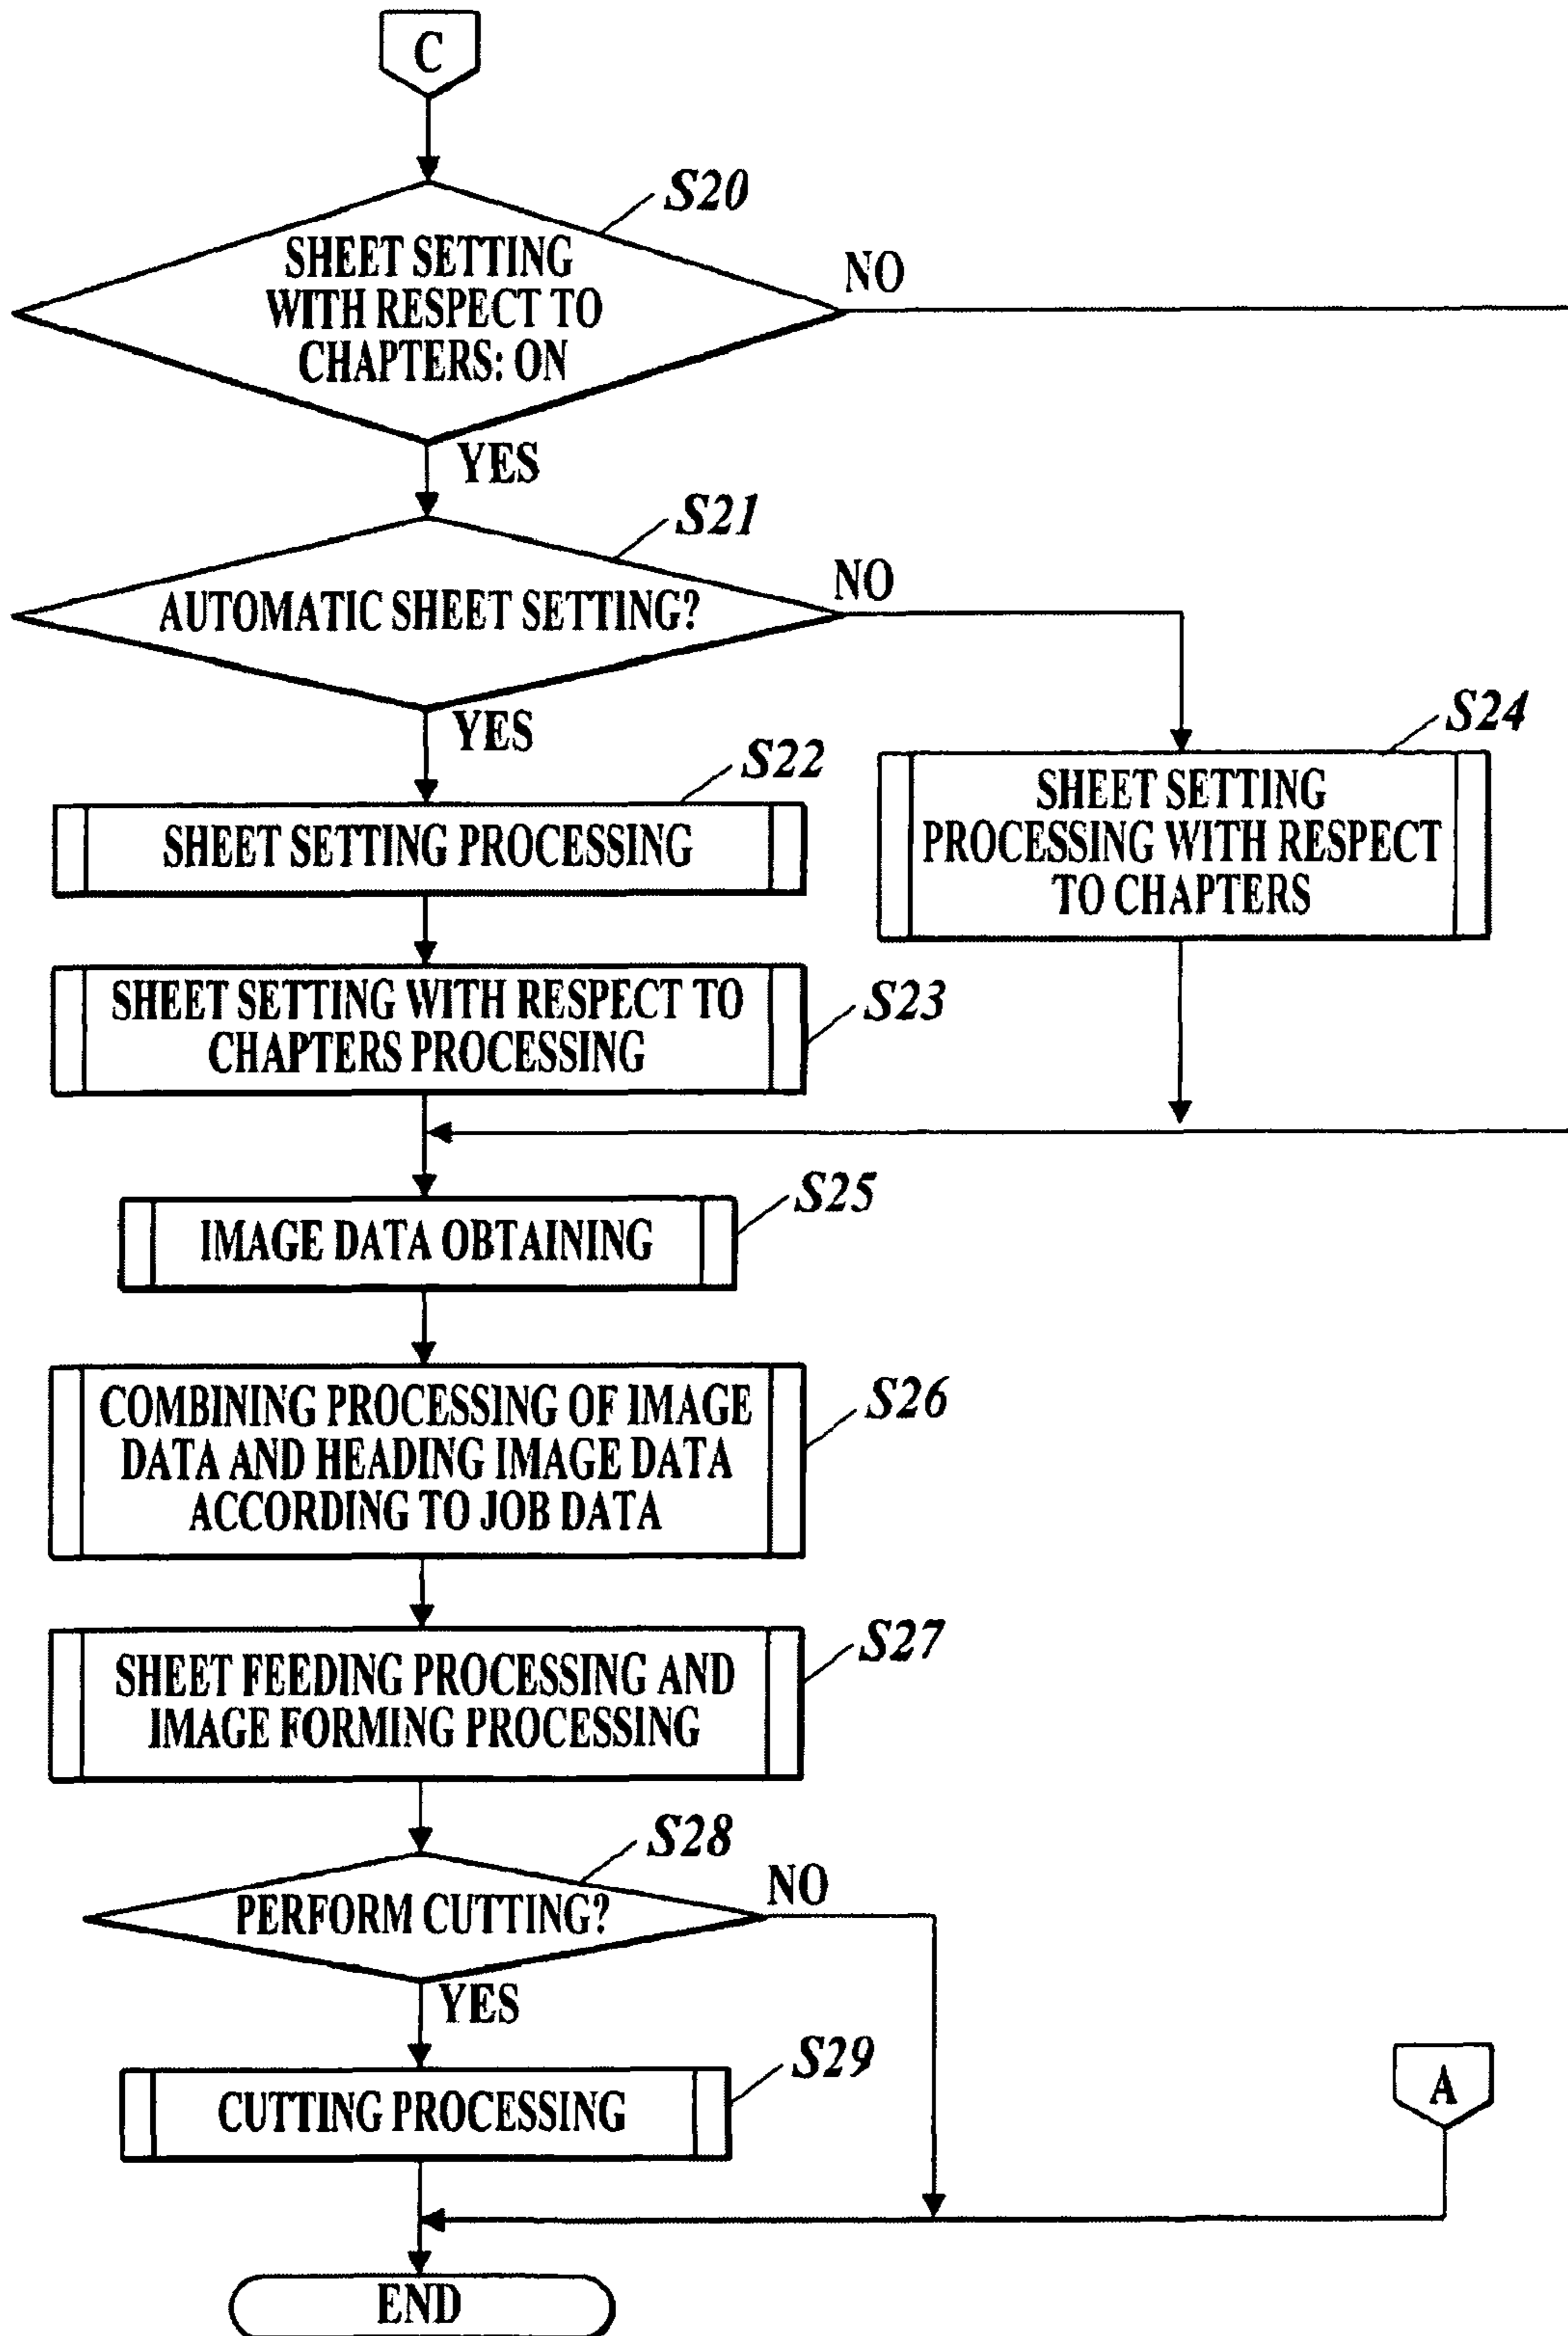 C
S20
SHEET SETTING
WITH RESPECT TO
CHAPTERS: ON
NO
YES
S21
AUTOMATIC SHEET SETTING?
NO
YES
S22
SHEET SETTING PROCESSING
S24
SHEET SETTING
PROCESSING WITH RESPECT
TO CHAPTERS
SHEET SETTING WITH RESPECT TO
CHAPTERS PROCESSING
S23
S25
IMAGE DATA OBTAINING
COMBINING PROCESSING OF IMAGE
DATA AND HEADING IMAGE DATA
ACCORDING TO JOB DATA
S26
SHEET FEEDING PROCESSING AND
IMAGE FORMING PROCESSING
S27
S28
PERFORM CUTTING?
NO
YES
S29
CUTTING PROCESSING
A
END